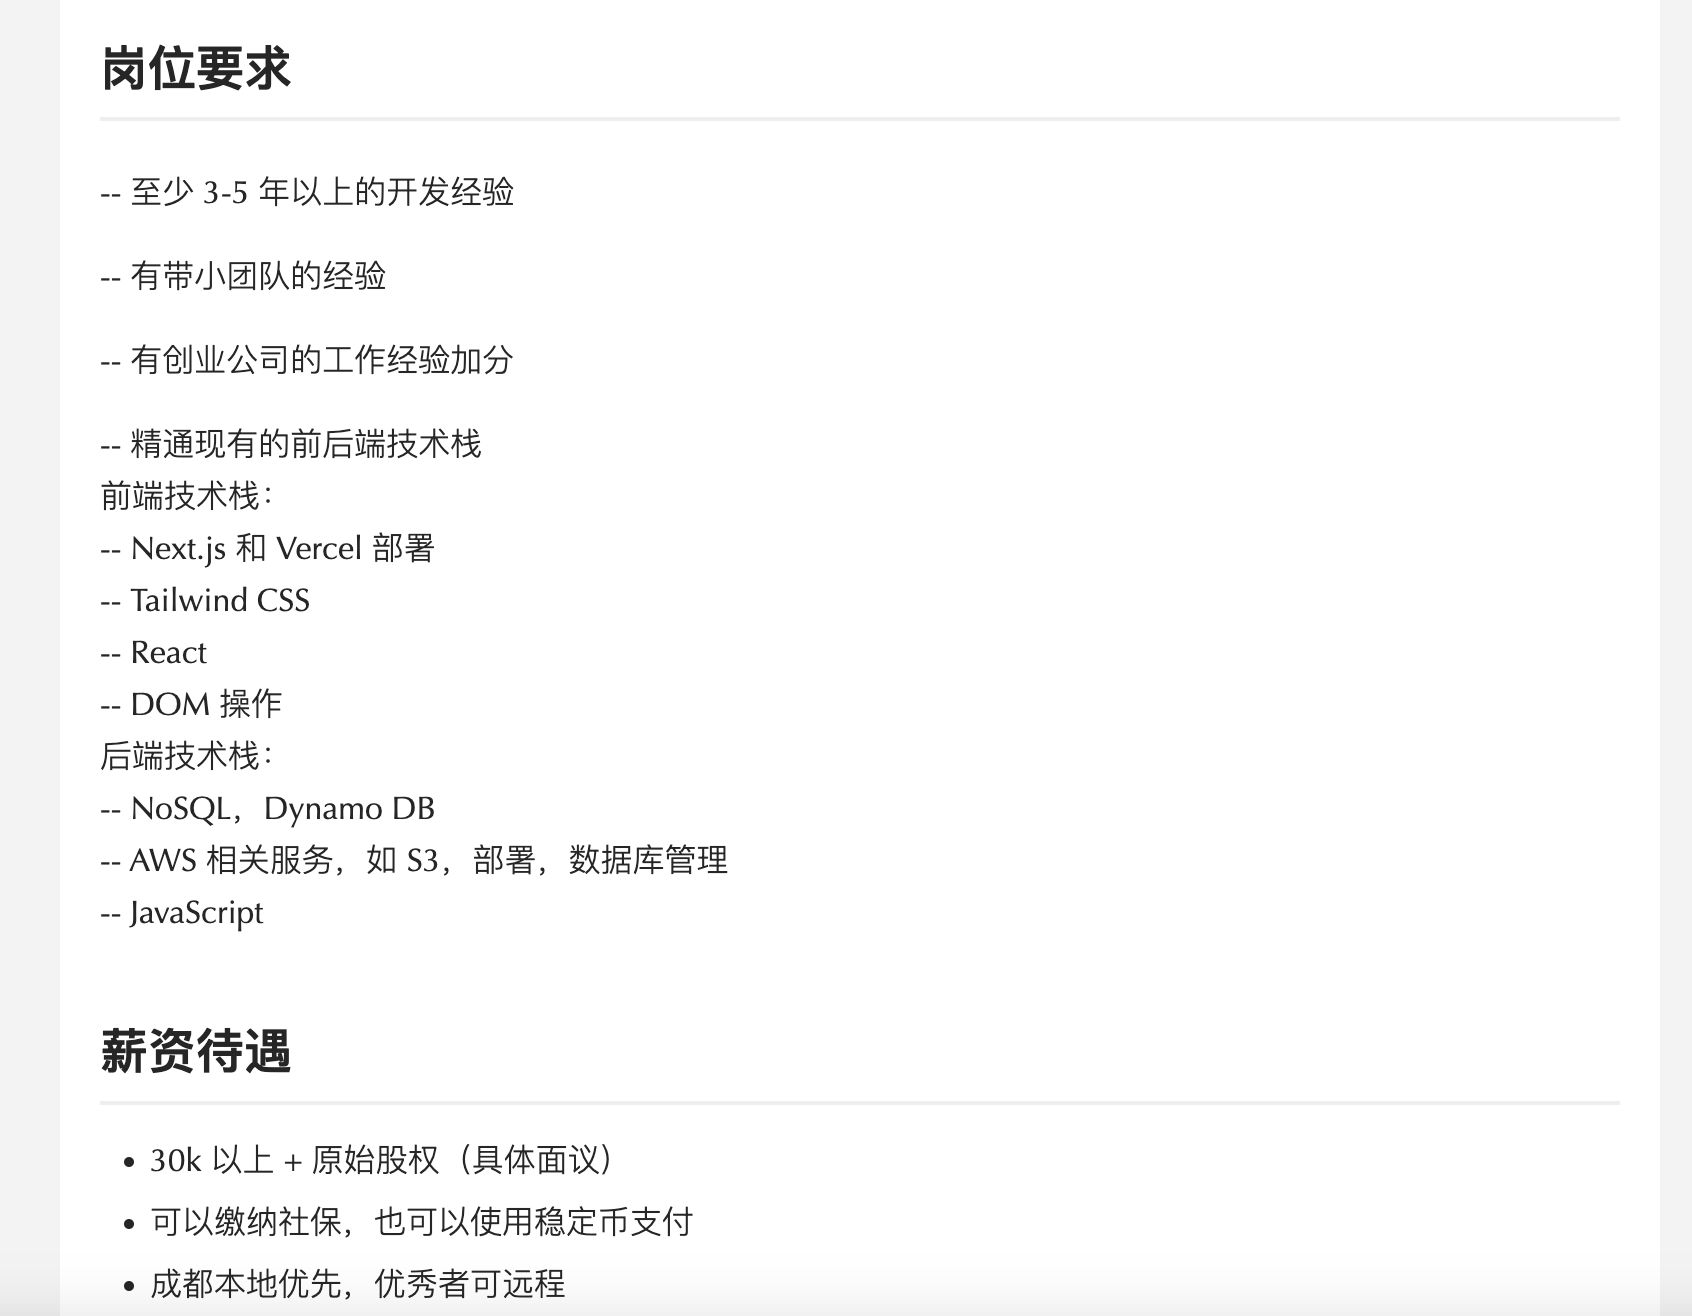 岗位要求
-- 至少 3-5 年以上的开发经验
-- 有带小团队的经验
-- 有创业公司的工作经验加分
-- 精通现有的前后端技术栈
前端技术栈：
-- Next.js 和 Vercel 部署
-- Tailwind CSS
-- React
-- DOM 操作
后端技术栈：
-- NoSQL，Dynamo DB
-- AWS 相关服务，如 S3，部署，数据库管理
-- JavaScript
薪资待遇
• 30k 以上 + 原始股权（具体面议）
• 可以缴纳社保，也可以使用稳定币支付
• 成都本地优先，优秀者可远程